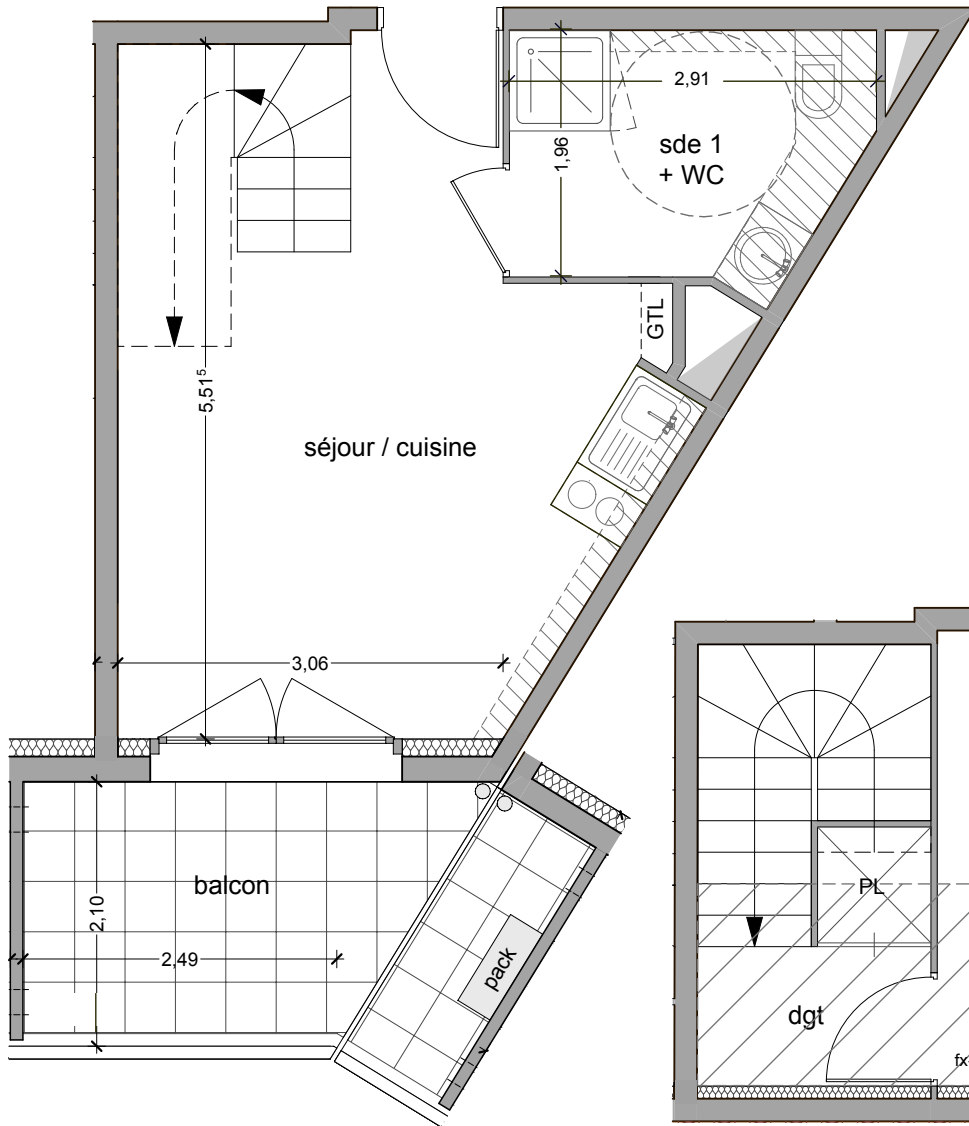 2,91
sde 1
+ WC
1,96
GTL
5,51⁵
séjour / cuisine
3,06
balcon
2,10
2,49
pack
PL
dgt
fx=